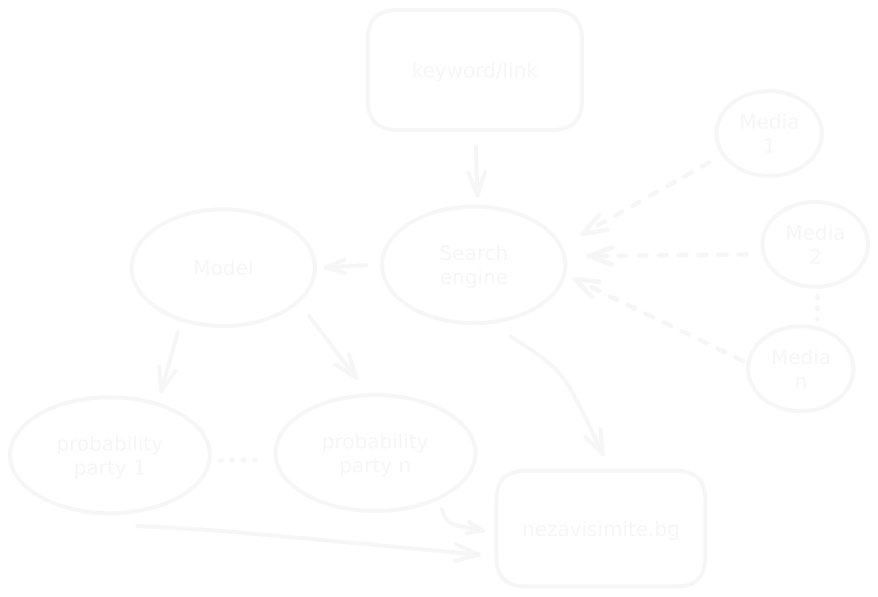 keyword/link
Media
1
Media
2
Search
engine
Model
Media
n
probability
party 1
probability
party n
nezavisimite.bg